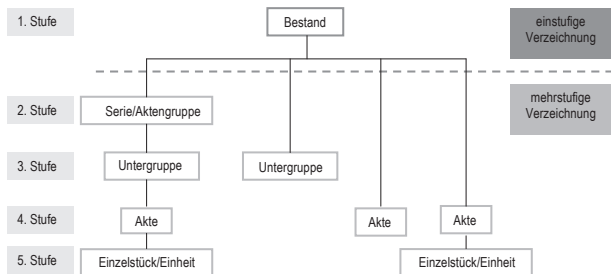 1. Stufe
Bestand
einstufige
Verzeichnung
mehrstufige
Verzeichnung
2. Stufe
Serie/Aktengruppe
3. Stufe
Untergruppe
Untergruppe
4. Stufe
Akte
Akte
Akte
5. Stufe
Einzelstück/Einheit
Einzelstück/Einheit